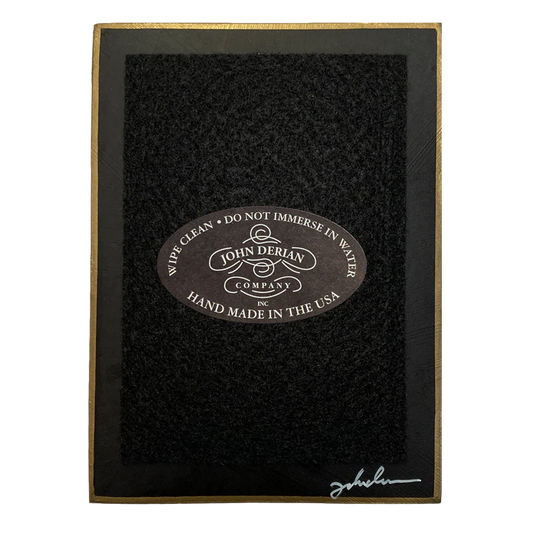 WIPE CLEAN • DO NOT IMMERSE IN WATER
JOHN DERIAN
COMPANY
INC
HAND MADE IN THE USA